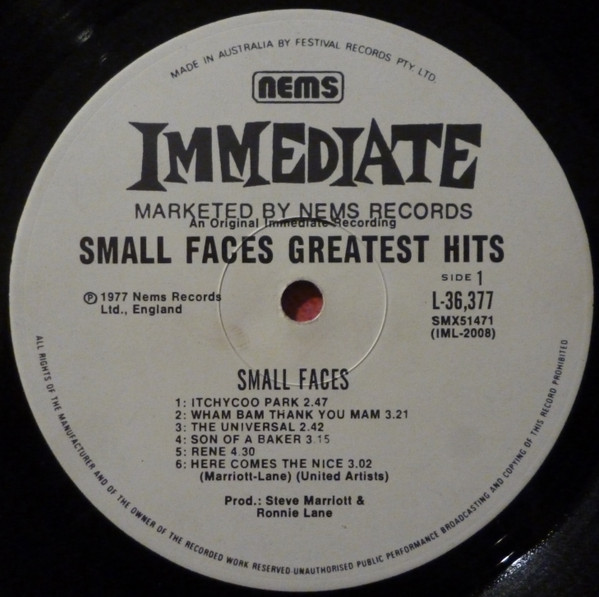 MADE IN AUSTRALIA BY FESTIVAL RECORDS PTY. LTD.
nems
IMMEDIATE
MARKETED BY NEMS RECORDS
An Original Immediate Recording
SMALL FACES GREATEST HITS
SIDE 1
Ⓟ 1977 Nems Records
Ltd., England
L-36,377
SMX51471
(IML-2008)
SMALL FACES
1: ITCHYCOO PARK 2.47
2: WHAM BAM THANK YOU MAM 3.21
3: THE UNIVERSAL 2.42
4: SON OF A BAKER 3.15
5: RENE 4.30
6: HERE COMES THE NICE 3.02
(Marriott-Lane) (United Artists)
Prod.: Steve Marriott &
Ronnie Lane
ALL RIGHTS OF THE MANUFACTURER AND OF THE OWNER OF THE RECORDED WORK RESERVED·UNAUTHORISED PUBLIC PERFORMANCE BROADCASTING AND COPYING OF THIS RECORD PROHIBITED